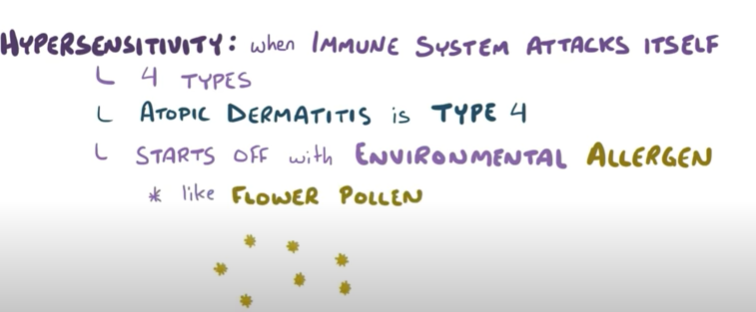 HYPERSENSITIVITY: when IMMUNE SYSTEM ATTACKS ITSELF
4 TYPES
ATOPIC DERMATITIS is TYPE 4
STARTS OFF with ENVIRONMENTAL ALLERGEN
* like FLOWER POLLEN